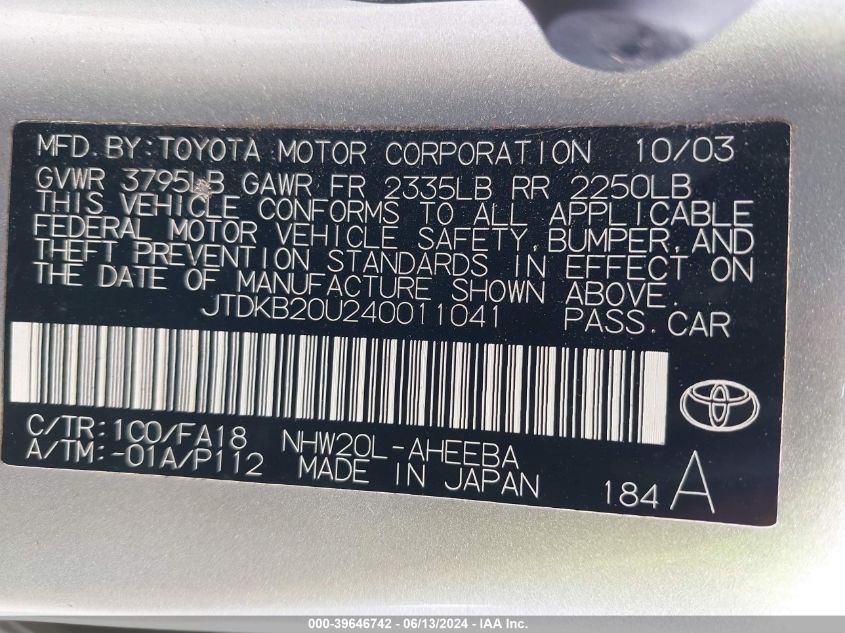 MFD. BY: TOYOTA MOTOR CORPORATION 10/03
GVWR 3795LB GAWR FR 2335LB RR 2250LB
THIS VEHICLE CONFORMS TO ALL APPLICABLE
FEDERAL MOTOR VEHICLE SAFETY, BUMPER, AND
THEFT PREVENTION STANDARDS IN EFFECT ON
THE DATE OF MANUFACTURE SHOWN ABOVE.
JTDKB20U240011041 PASS. CAR
C/TR: 1C0/FA18 NHW20L-AHEEBA
A/TM: -01A/P112 MADE IN JAPAN
184 A
000-39646742 - 06/13/2024 - IAA Inc.